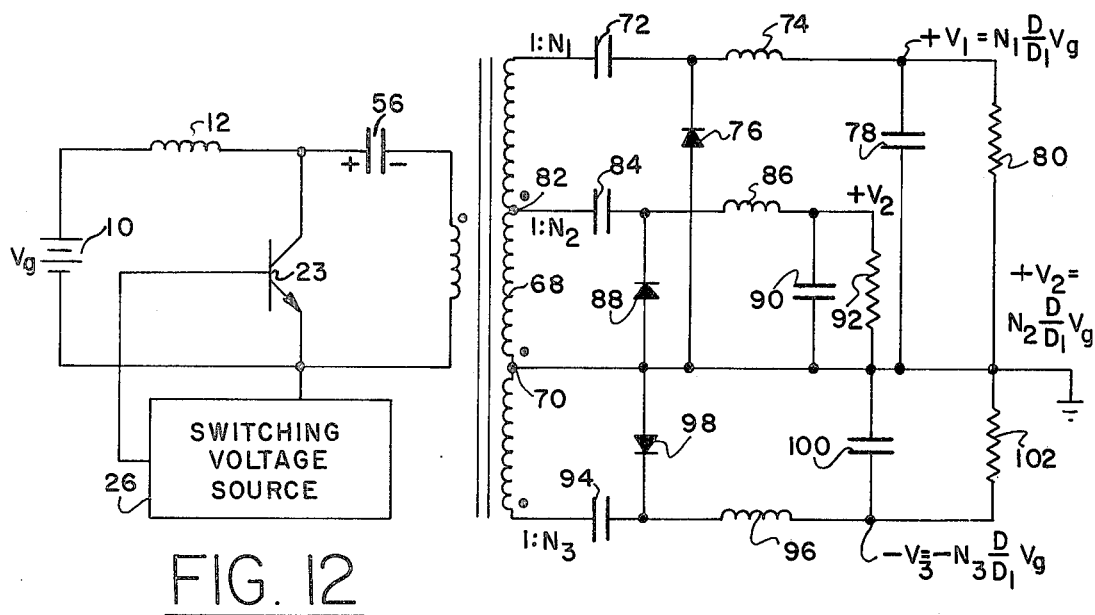 1:N₁
72
74
+V₁ = N₁ D/D₁ Vg
12
56
+ −
76
78
80
82
84
86
+V₂
1:N₂
10
Vg
23
68
88
90
92
+V₂ =
N₂ D/D₁ Vg
70
SWITCHING
VOLTAGE
SOURCE
26
98
100
102
94
1:N₃
96
−V₃=−N₃ D/D₁ Vg
FIG. 12